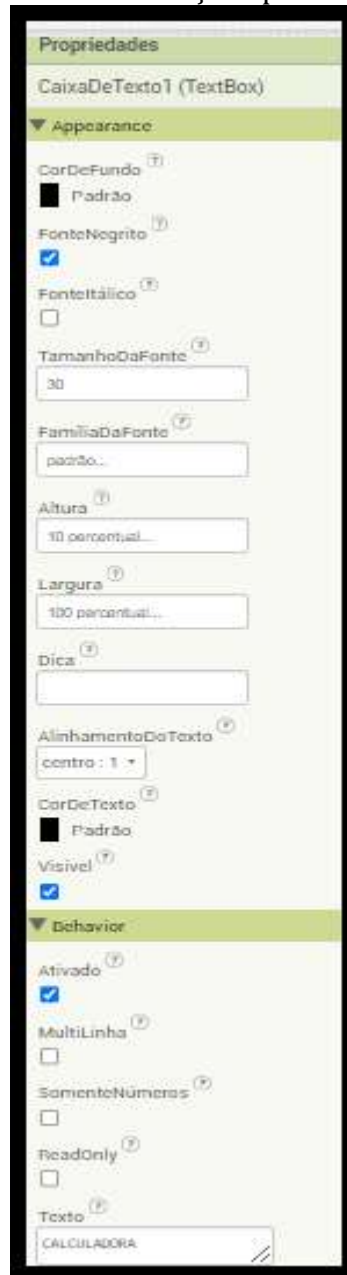 Propriedades
CaixaDeTexto1 (TextBox)
Appearance
CorDeFundo ?
Padrão
FonteNegrito ?
FonteItálico ?
TamanhoDaFonte ?
30
FamíliaDaFonte ?
padrão...
Altura ?
10 percentual...
Largura ?
100 percentual...
Dica ?
AlinhamentoDoTexto ?
centro : 1
CorDeTexto ?
Padrão
Visível ?
Behavior
Ativado ?
MultiLinha ?
SomenteNúmeros ?
ReadOnly ?
Texto ?
CALCULADORA